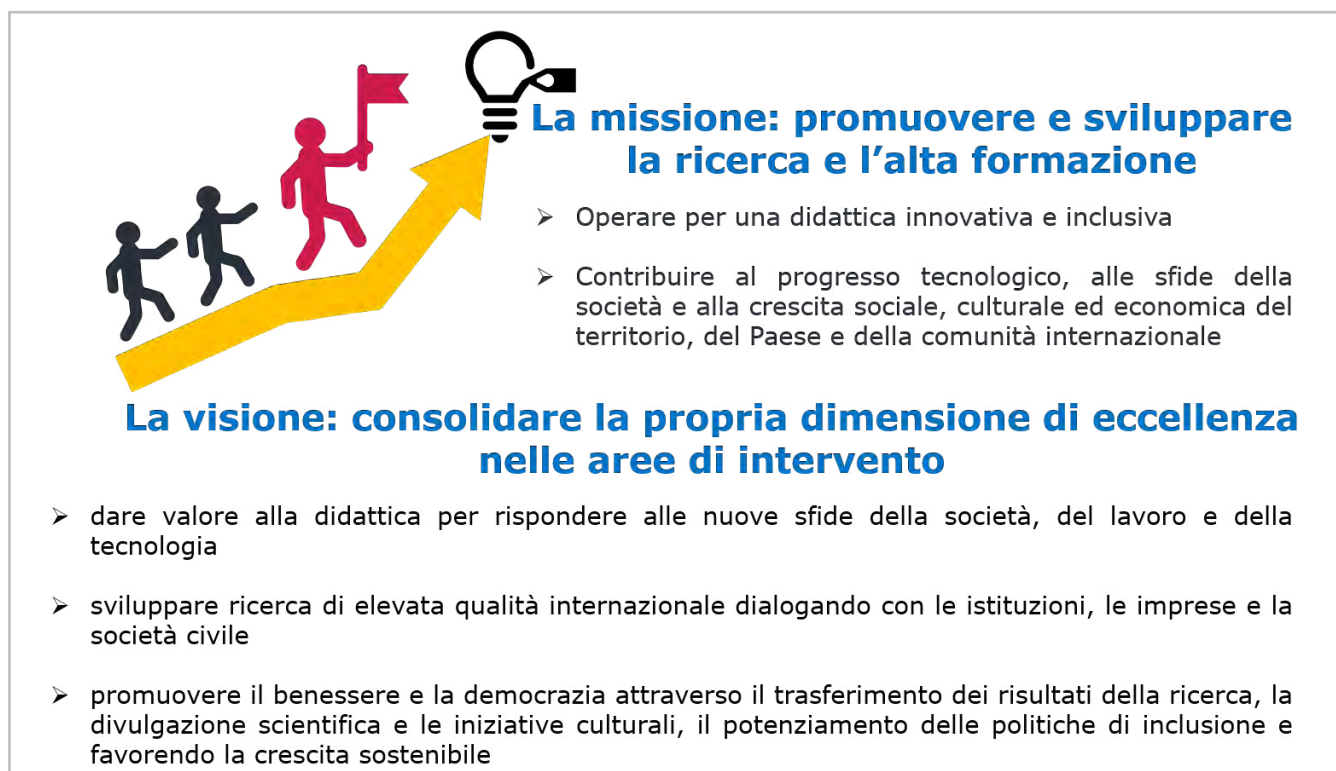 La missione: promuovere e sviluppare
la ricerca e l’alta formazione
➢ Operare per una didattica innovativa e inclusiva
➢ Contribuire al progresso tecnologico, alle sfide della
società e alla crescita sociale, culturale ed economica del
territorio, del Paese e della comunità internazionale
La visione: consolidare la propria dimensione di eccellenza
nelle aree di intervento
➢ dare valore alla didattica per rispondere alle nuove sfide della società, del lavoro e della
tecnologia
➢ sviluppare ricerca di elevata qualità internazionale dialogando con le istituzioni, le imprese e la
società civile
➢ promuovere il benessere e la democrazia attraverso il trasferimento dei risultati della ricerca, la
divulgazione scientifica e le iniziative culturali, il potenziamento delle politiche di inclusione e
favorendo la crescita sostenibile